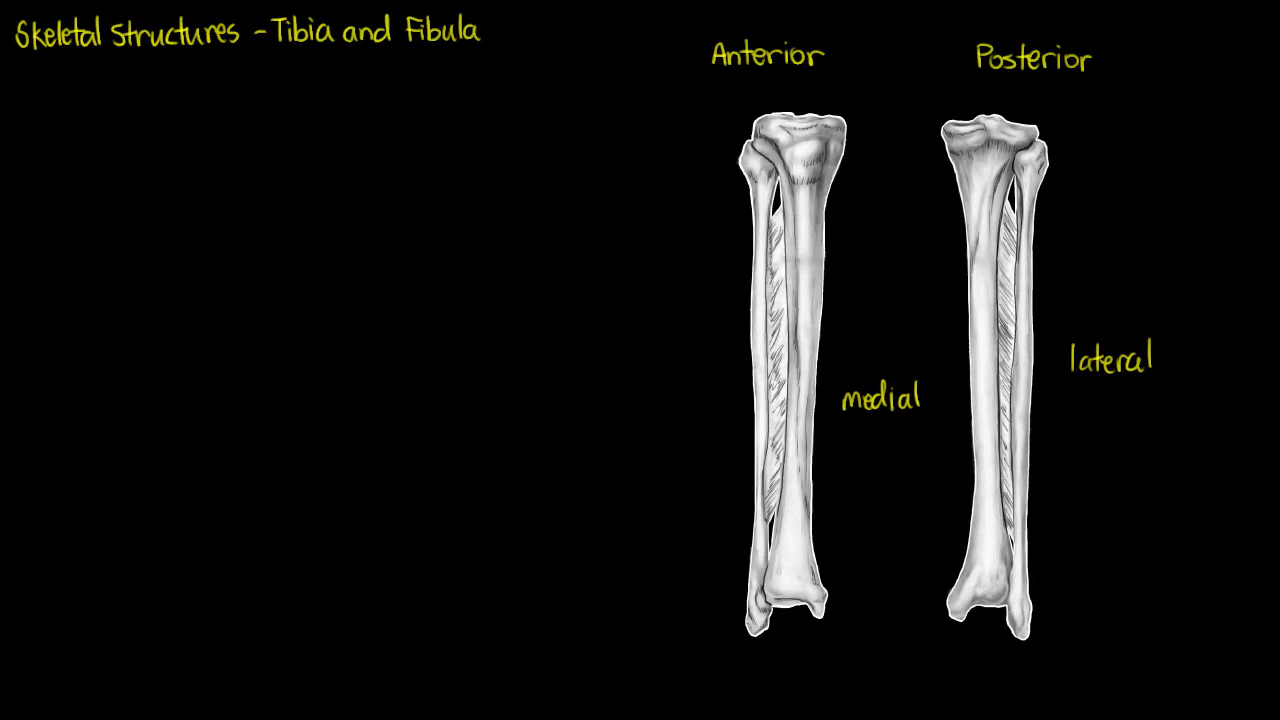 Skeletal Structures - Tibia and Fibula
Anterior
Posterior
lateral
medial